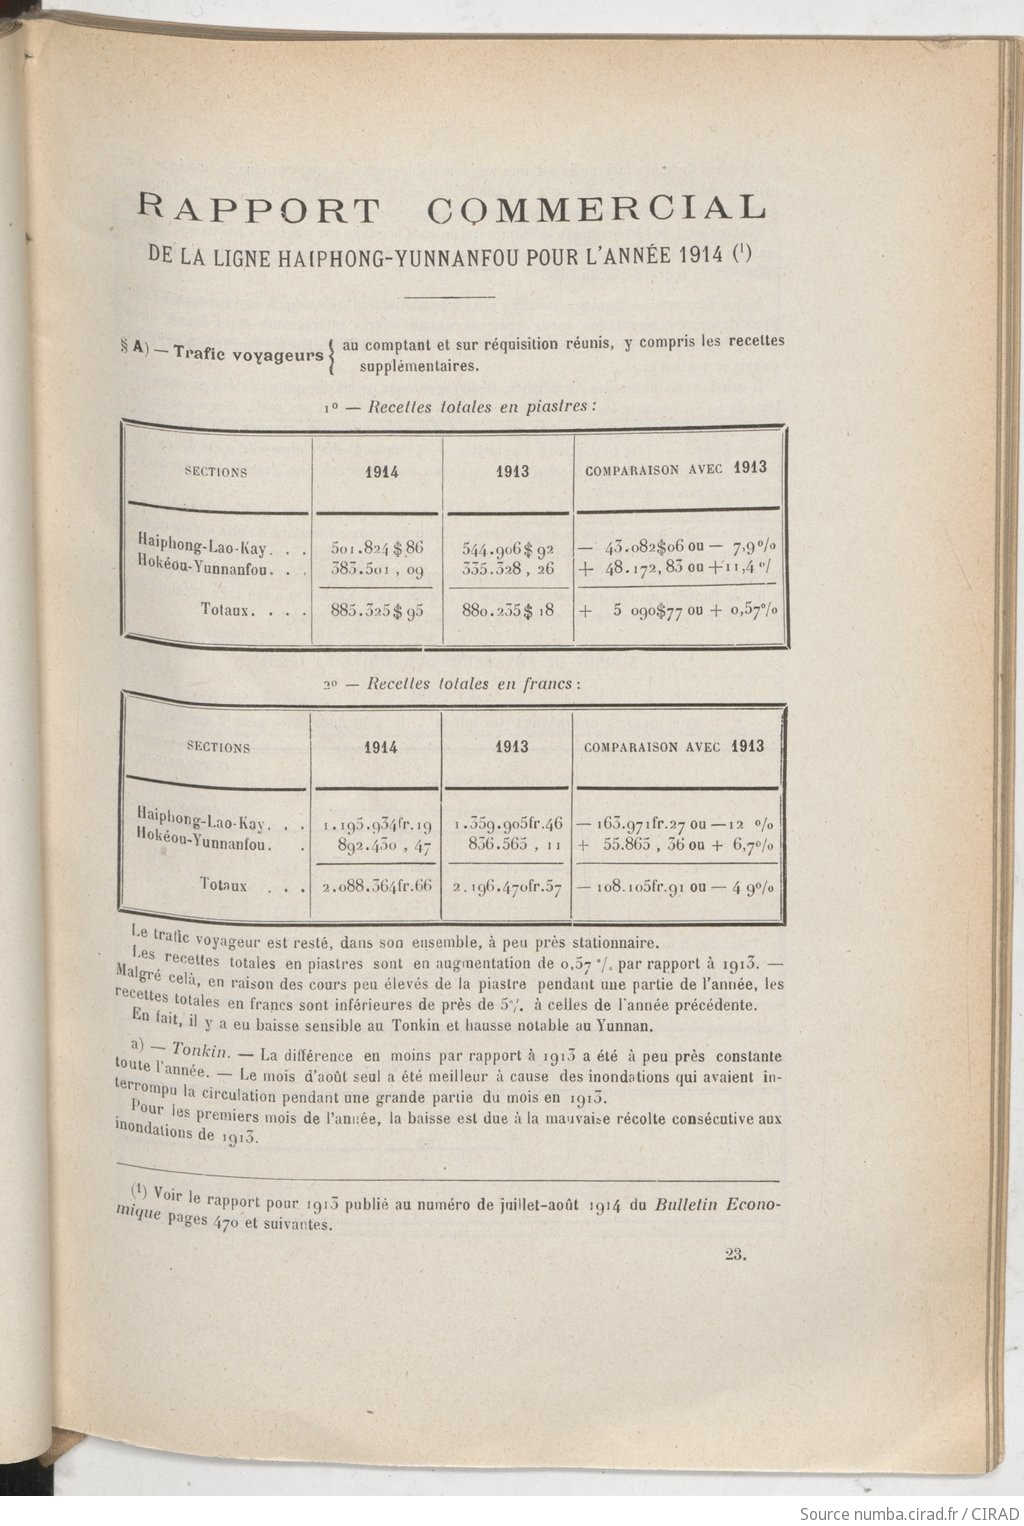 RAPPORT COMMERCIAL
DE LA LIGNE HAIPHONG-YUNNANFOU POUR L'ANNÉE 1914 (1)
§ A) — Trafic voyageurs { au comptant et sur réquisition réunis, y compris les recettes
supplémentaires.
1º — Recettes totales en piastres :
SECTIONS 1914 1913 COMPARAISON AVEC 1913
Haiphong-Lao-Kay. . . 501.824 $ 86 544.906 $ 92 — 43.082$06 ou — 7,9 %
Hokéou-Yunnanfou. . . 383.501 , 09 335.328 , 26 + 48.172, 83 ou +11,4 %
Totaux. . . . 885.325 $ 95 880.235 $ 18 + 5 090$77 ou + 0,57%
2º — Recettes totales en francs :
SECTIONS 1914 1913 COMPARAISON AVEC 1913
Haiphong-Lao-Kay. . . 1.195.934fr.19 1.359.905fr.46 — 163.971fr.27 ou —12 %
Hokéou-Yunnanfou. . 892.430 , 47 836.565 , 11 + 55.865 , 36 ou + 6,7%
Totaux . . . 2.088.364fr.66 2.196.470fr.57 — 108.105fr.91 ou — 4 9%
Le trafic voyageur est resté, dans son ensemble, à peu près stationnaire.
Les recettes totales en piastres sont en augmentation de 0,57 % par rapport à 1913. —
Malgré celà, en raison des cours peu élevés de la piastre pendant une partie de l'année, les
recettes totales en francs sont inférieures de près de 5% à celles de l'année précédente.
En fait, il y a eu baisse sensible au Tonkin et hausse notable au Yunnan.
a) — Tonkin. — La différence en moins par rapport à 1913 a été à peu près constante
toute l'année. — Le mois d'août seul a été meilleur à cause des inondations qui avaient in-
terrompu la circulation pendant une grande partie du mois en 1913.
Pour les premiers mois de l'année, la baisse est due à la mauvaise récolte consécutive aux
inondations de 1913.
(1) Voir le rapport pour 1913 publié au numéro de juillet-août 1914 du Bulletin Econo-
mique pages 470 et suivantes.
23.
Source numba.cirad.fr / CIRAD